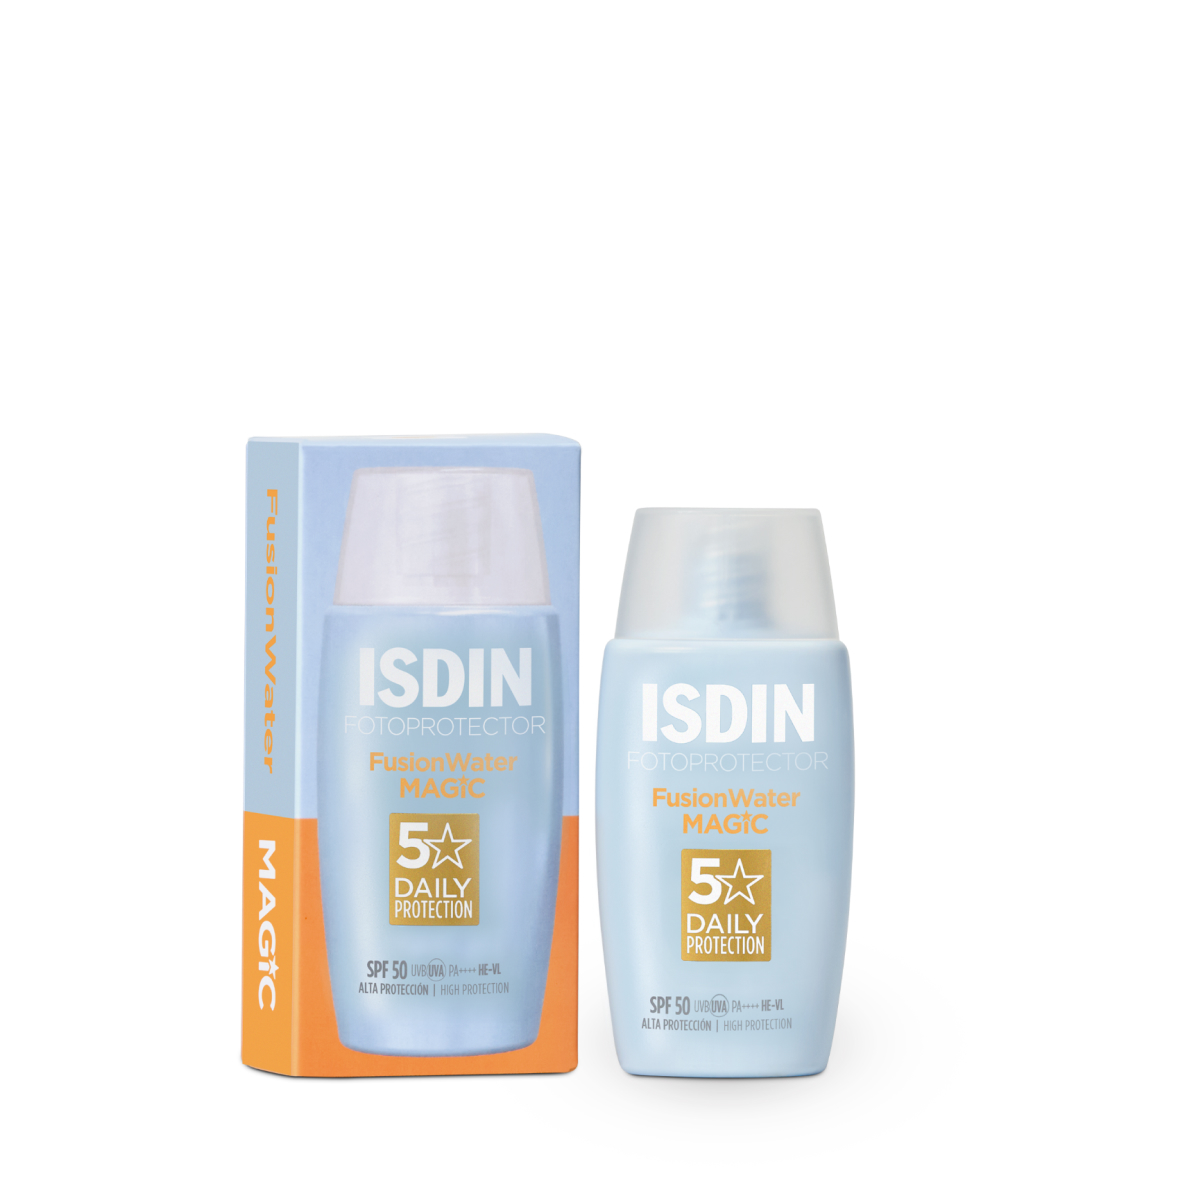 FusionWater
MAGiC
ISDIN
FOTOPROTECTOR
FusionWater
MAGiC
5☆
DAILY
PROTECTION
SPF 50 UVB UVA PA++++ HE-VL
ALTA PROTECCIÓN | HIGH PROTECTION
ISDIN
FOTOPROTECTOR
FusionWater
MAGiC
5☆
DAILY
PROTECTION
SPF 50 UVB UVA PA++++ HE-VL
ALTA PROTECCIÓN | HIGH PROTECTION